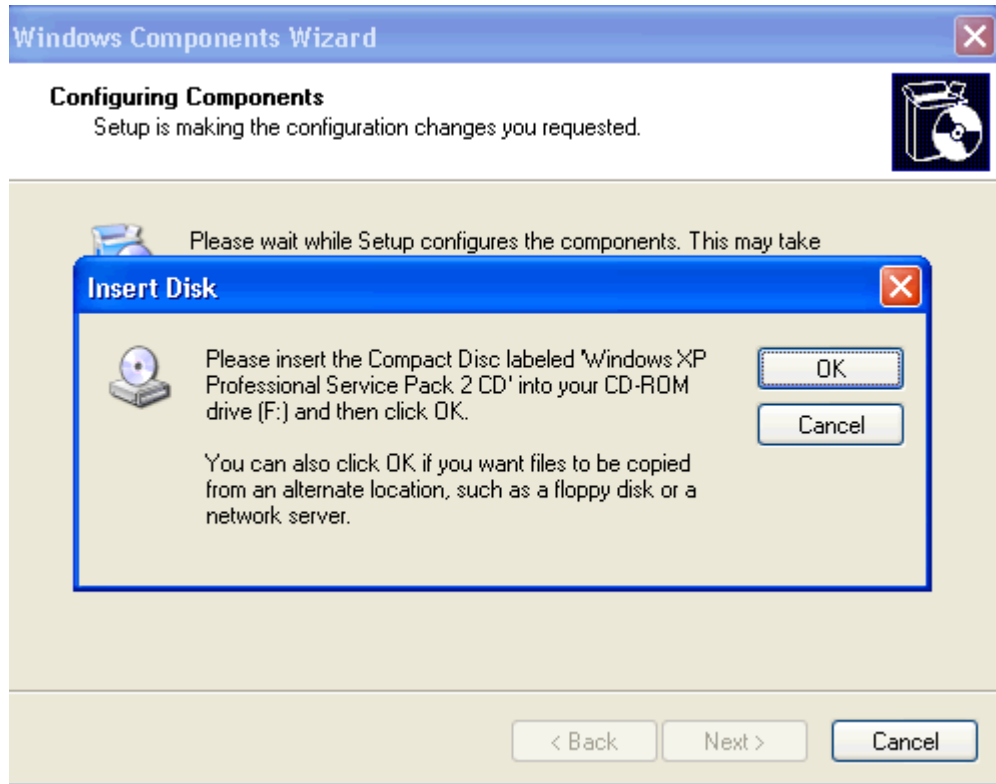 Windows Components Wizard
Configuring Components
Setup is making the configuration changes you requested.
Please wait while Setup configures the components. This may take
Insert Disk
Please insert the Compact Disc labeled 'Windows XP
Professional Service Pack 2 CD' into your CD-ROM
drive (F:) and then click OK.
You can also click OK if you want files to be copied
from an alternate location, such as a floppy disk or a
network server.
OK
Cancel
< Back
Next >
Cancel